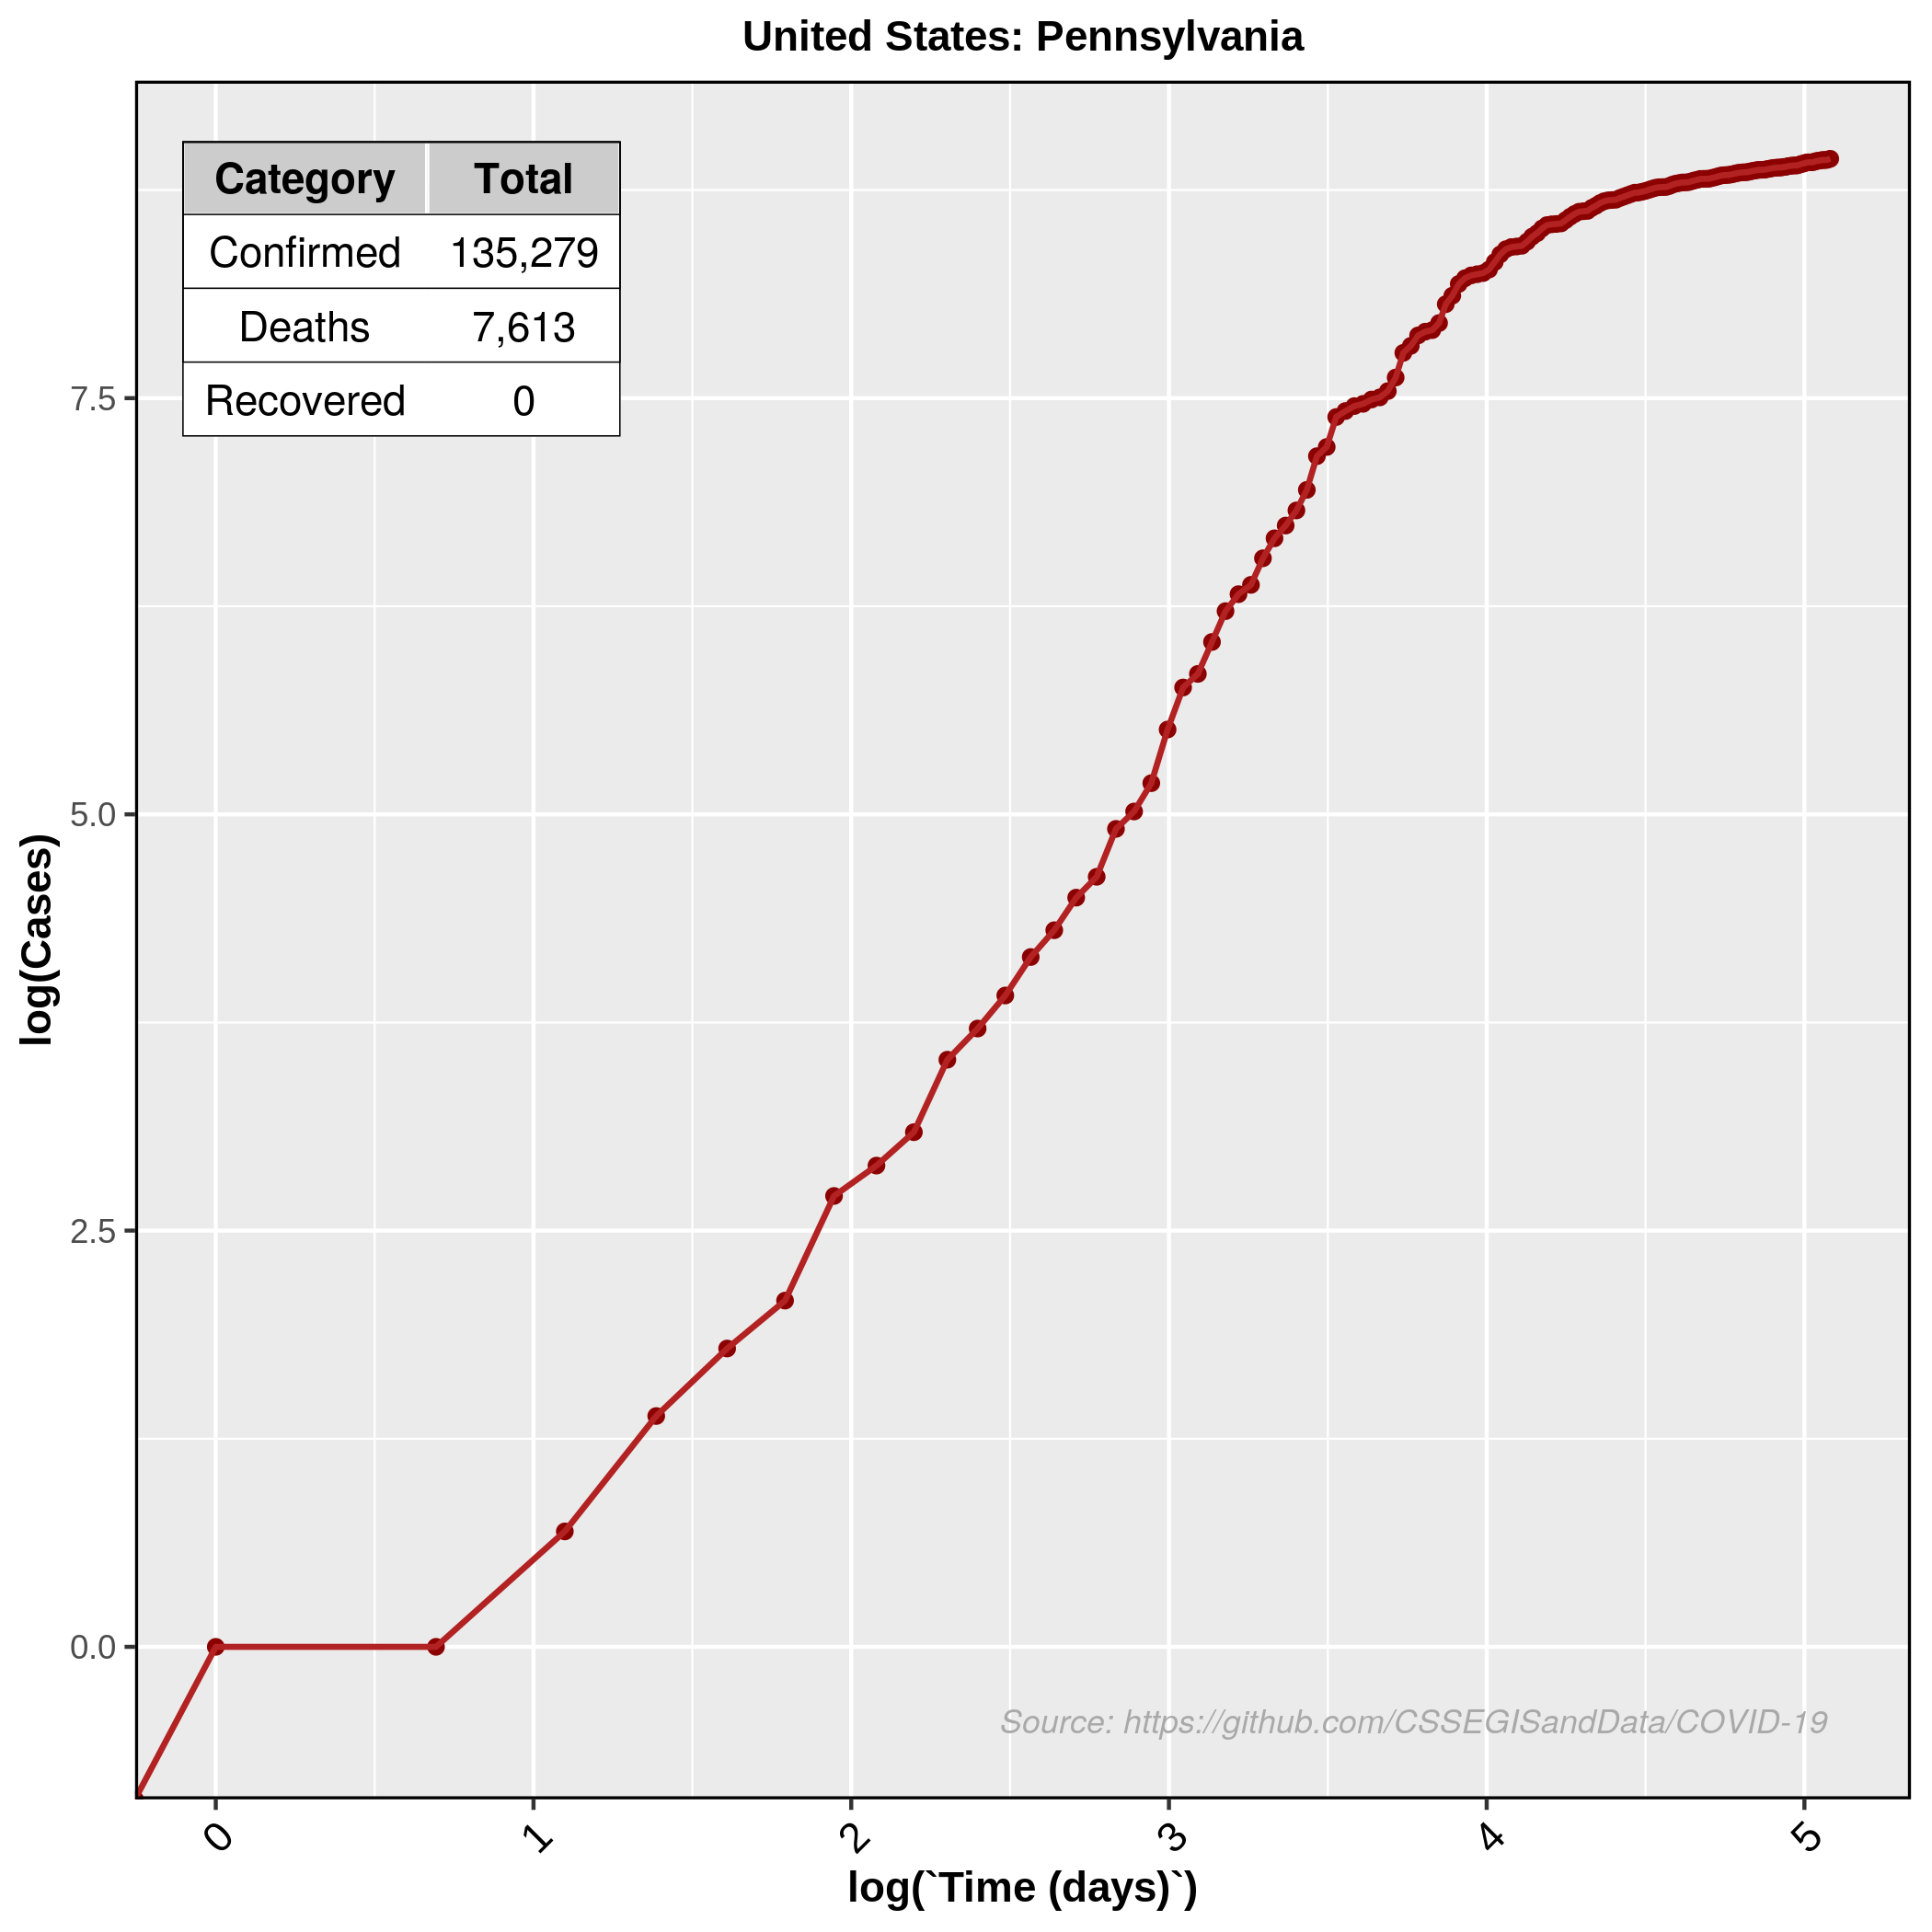 United States: Pennsylvania
Category Total
Confirmed 135,279
Deaths 7,613
Recovered 0
7.5
5.0
2.5
0.0
log(Cases)
Source: https://github.com/CSSEGISandData/COVID-19
0 1 2 3 4 5
log(`Time (days)`)